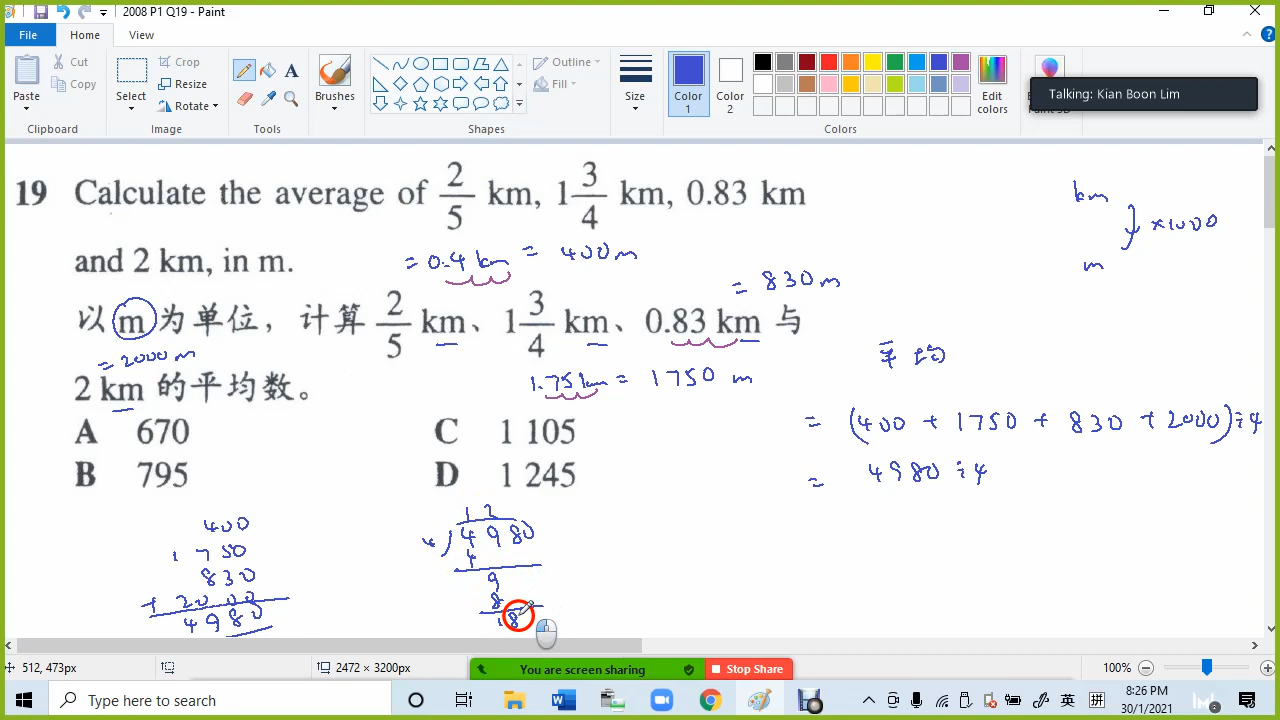 2008 P1 Q19 - Paint
File Home View
Paste
Cut
Copy
Clipboard
Select
Crop
Resize
Rotate
Image
A
Tools
Brushes
Outline
Fill
Shapes
Size
Color 1
Color 2
Edit colors
Colors
Talking: Kian Boon Lim
19 Calculate the average of 2/5 km, 1 3/4 km, 0.83 km
and 2 km, in m.
= 0.4 km = 400 m
= 830 m
以 m 为单位，计算 2/5 km、1 3/4 km、0.83 km 与
= 2000 m
2 km 的平均数。
1.75 km = 1750 m
A 670
B 795
C 1 105
D 1 245
km
×1000
m
平均
= (400 + 1750 + 830 + 2000) ÷ 4
= 4980 ÷ 4
400
1750
830
+ 2000
4980
12
4 4980
4
9
8
18
512, 473px
2472 × 3200px
You are screen sharing
Stop Share
100%
Type here to search
英
拼
8:26 PM
30/1/2021